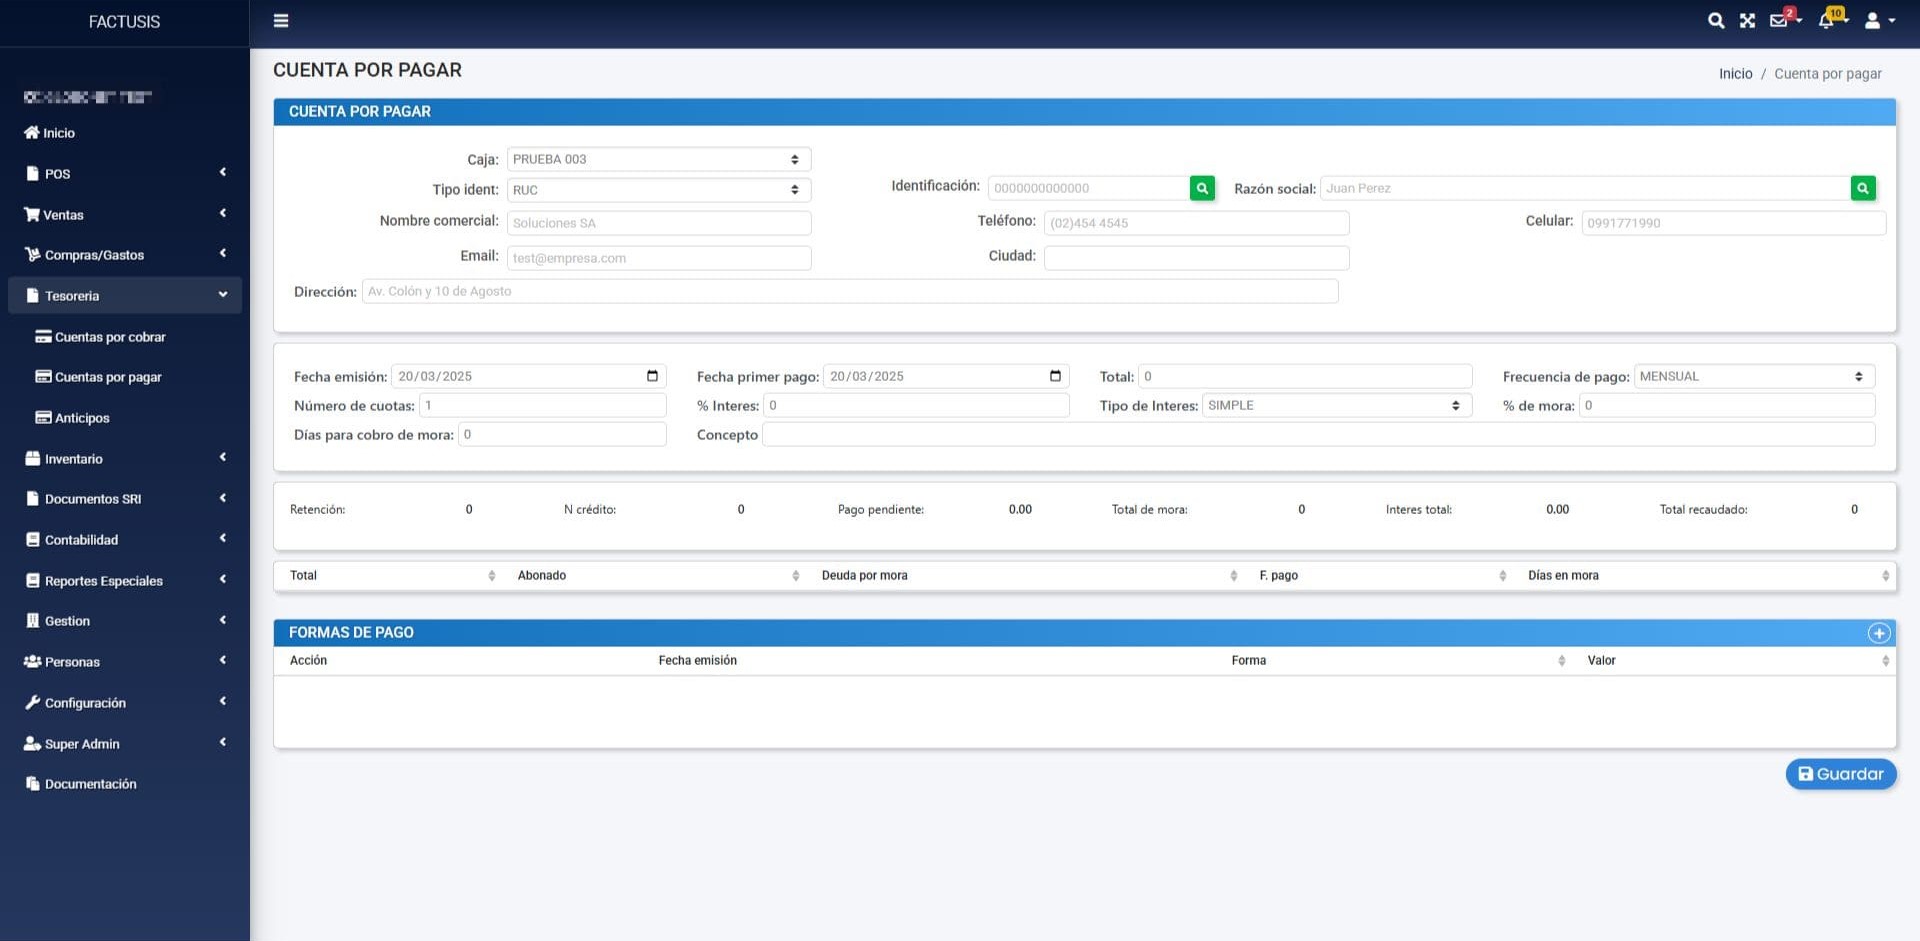 FACTUSIS
2
10
Inicio
POS
Ventas
Compras/Gastos
Tesoreria
Cuentas por cobrar
Cuentas por pagar
Anticipos
Inventario
Documentos SRI
Contabilidad
Reportes Especiales
Gestion
Personas
Configuración
Super Admin
Documentación
CUENTA POR PAGAR
Inicio / Cuenta por pagar
CUENTA POR PAGAR
Caja: PRUEBA 003
Tipo ident: RUC Identificación: 0000000000000 Razón social: Juan Perez
Nombre comercial: Soluciones SA Teléfono: (02)454 4545 Celular: 0991771990
Email: test@empresa.com Ciudad:
Dirección: Av. Colón y 10 de Agosto
Fecha emisión: 20/03/2025 Fecha primer pago: 20/03/2025 Total: 0 Frecuencia de pago: MENSUAL
Número de cuotas: 1 % Interes: 0 Tipo de Interes: SIMPLE % de mora: 0
Días para cobro de mora: 0 Concepto
Retención: 0 N crédito: 0 Pago pendiente: 0.00 Total de mora: 0 Interes total: 0.00 Total recaudado: 0
Total Abonado Deuda por mora F. pago Días en mora
FORMAS DE PAGO
Acción Fecha emisión Forma Valor
Guardar